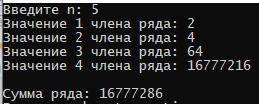 Введите n: 5
Значение 1 члена ряда: 2
Значение 2 члена ряда: 4
Значение 3 члена ряда: 64
Значение 4 члена ряда: 16777216
Сумма ряда: 16777286